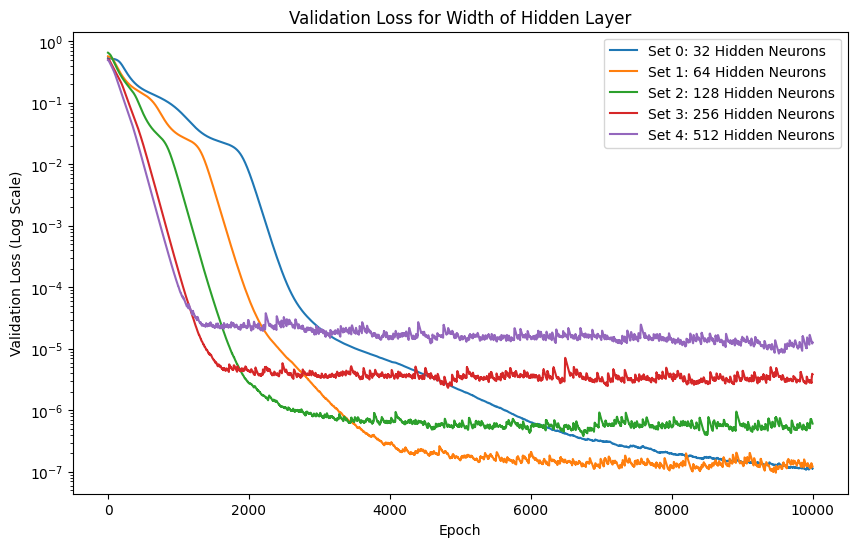 Validation Loss for Width of Hidden Layer
Validation Loss (Log Scale)
10⁰
10⁻¹
10⁻²
10⁻³
10⁻⁴
10⁻⁵
10⁻⁶
10⁻⁷
Set 0: 32 Hidden Neurons
Set 1: 64 Hidden Neurons
Set 2: 128 Hidden Neurons
Set 3: 256 Hidden Neurons
Set 4: 512 Hidden Neurons
0 2000 4000 6000 8000 10000
Epoch